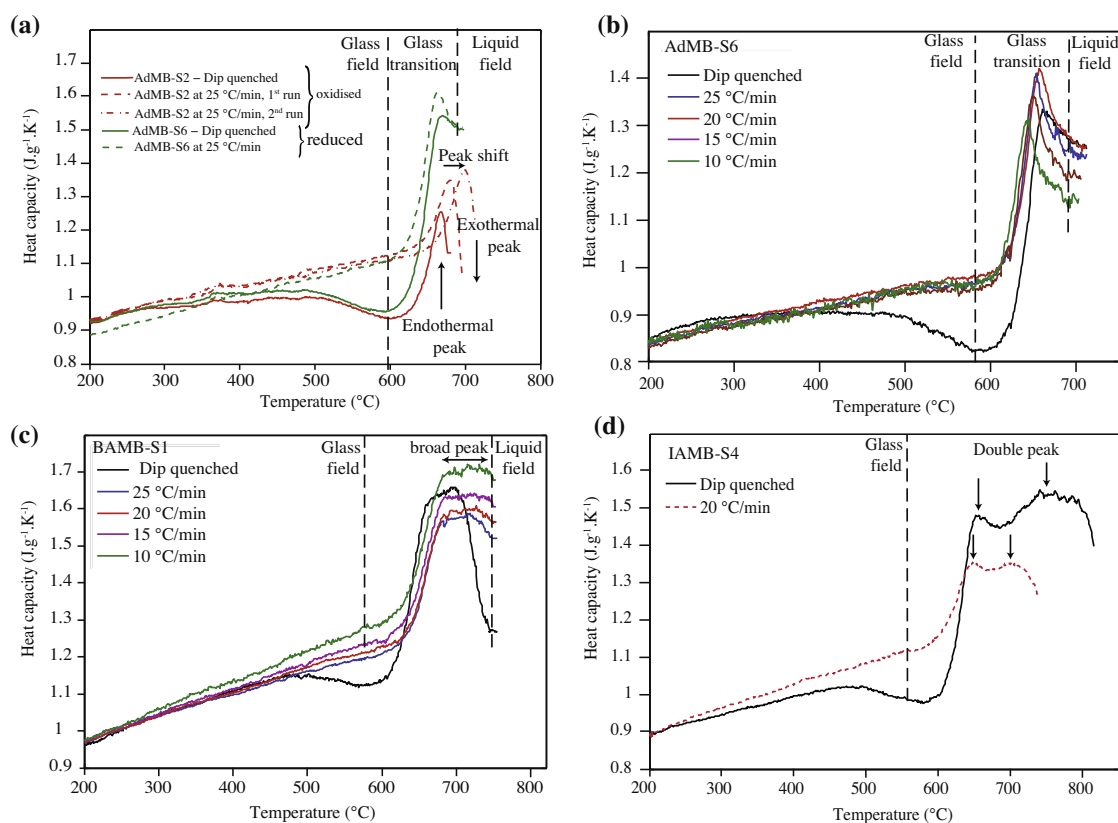 (a)
Glass field
Glass transition
Liquid field
AdMB-S2 – Dip quenched
AdMB-S2 at 25 °C/min, 1st run
AdMB-S2 at 25 °C/min, 2nd run
oxidised
AdMB-S6 – Dip quenched
AdMB-S6 at 25 °C/min
reduced
Peak shift
Exothermal peak
Endothermal peak
1.7
1.6
1.5
1.4
1.3
1.2
1.1
1
0.9
0.8
Heat capacity (J.g-1.K-1)
200 300 400 500 600 700 800
Temperature (°C)
(b)
AdMB-S6
Glass field
Glass transition
Liquid field
Dip quenched
25 °C/min
20 °C/min
15 °C/min
10 °C/min
1.4
1.3
1.2
1.1
1
0.9
0.8
Heat capacity (J.g-1.K-1)
200 300 400 500 600 700
Temperature (°C)
(c)
BAMB-S1
Glass field
broad peak
Liquid field
Dip quenched
25 °C/min
20 °C/min
15 °C/min
10 °C/min
1.7
1.6
1.5
1.4
1.3
1.2
1.1
1
0.9
Heat capacity (J.g-1.K-1)
200 300 400 500 600 700 800
Temperature (°C)
(d)
IAMB-S4
Glass field
Double peak
Dip quenched
20 °C/min
1.6
1.5
1.4
1.3
1.2
1.1
1
0.9
0.8
Heat capacity (J.g-1.K-1)
200 300 400 500 600 700 800
Temperature (°C)